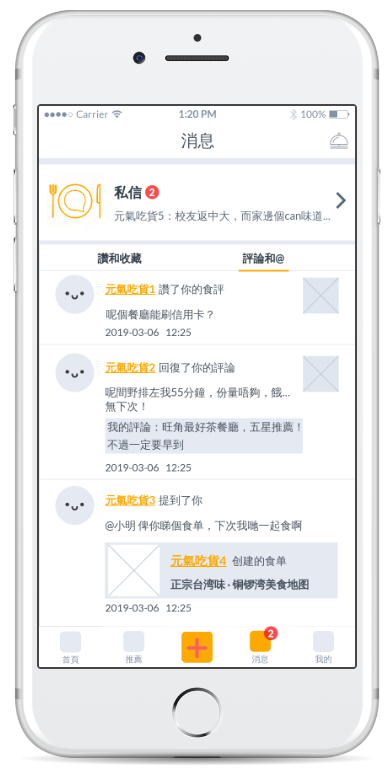 Carrier 1:20 PM 100%
消息
私信 2
元氣吃貨5：校友返中大，而家邊個can味道...
讚和收藏 評論和@
元氣吃貨1 讚了你的食評
呢個餐廳能刷信用卡？
2019-03-06 12:25
元氣吃貨2 回復了你的評論
呢間野排左我55分鐘，份量唔夠，餓...
無下次！
我的評論：旺角最好茶餐廳，五星推薦！
不過一定要早到
2019-03-06 12:25
元氣吃貨3 提到了你
@小明 俾你睇個食单，下次我哋一起食啊
元氣吃貨4 创建的食单
正宗台湾味·铜锣湾美食地图
2019-03-06 12:25
2
首頁 推薦 消息 我的